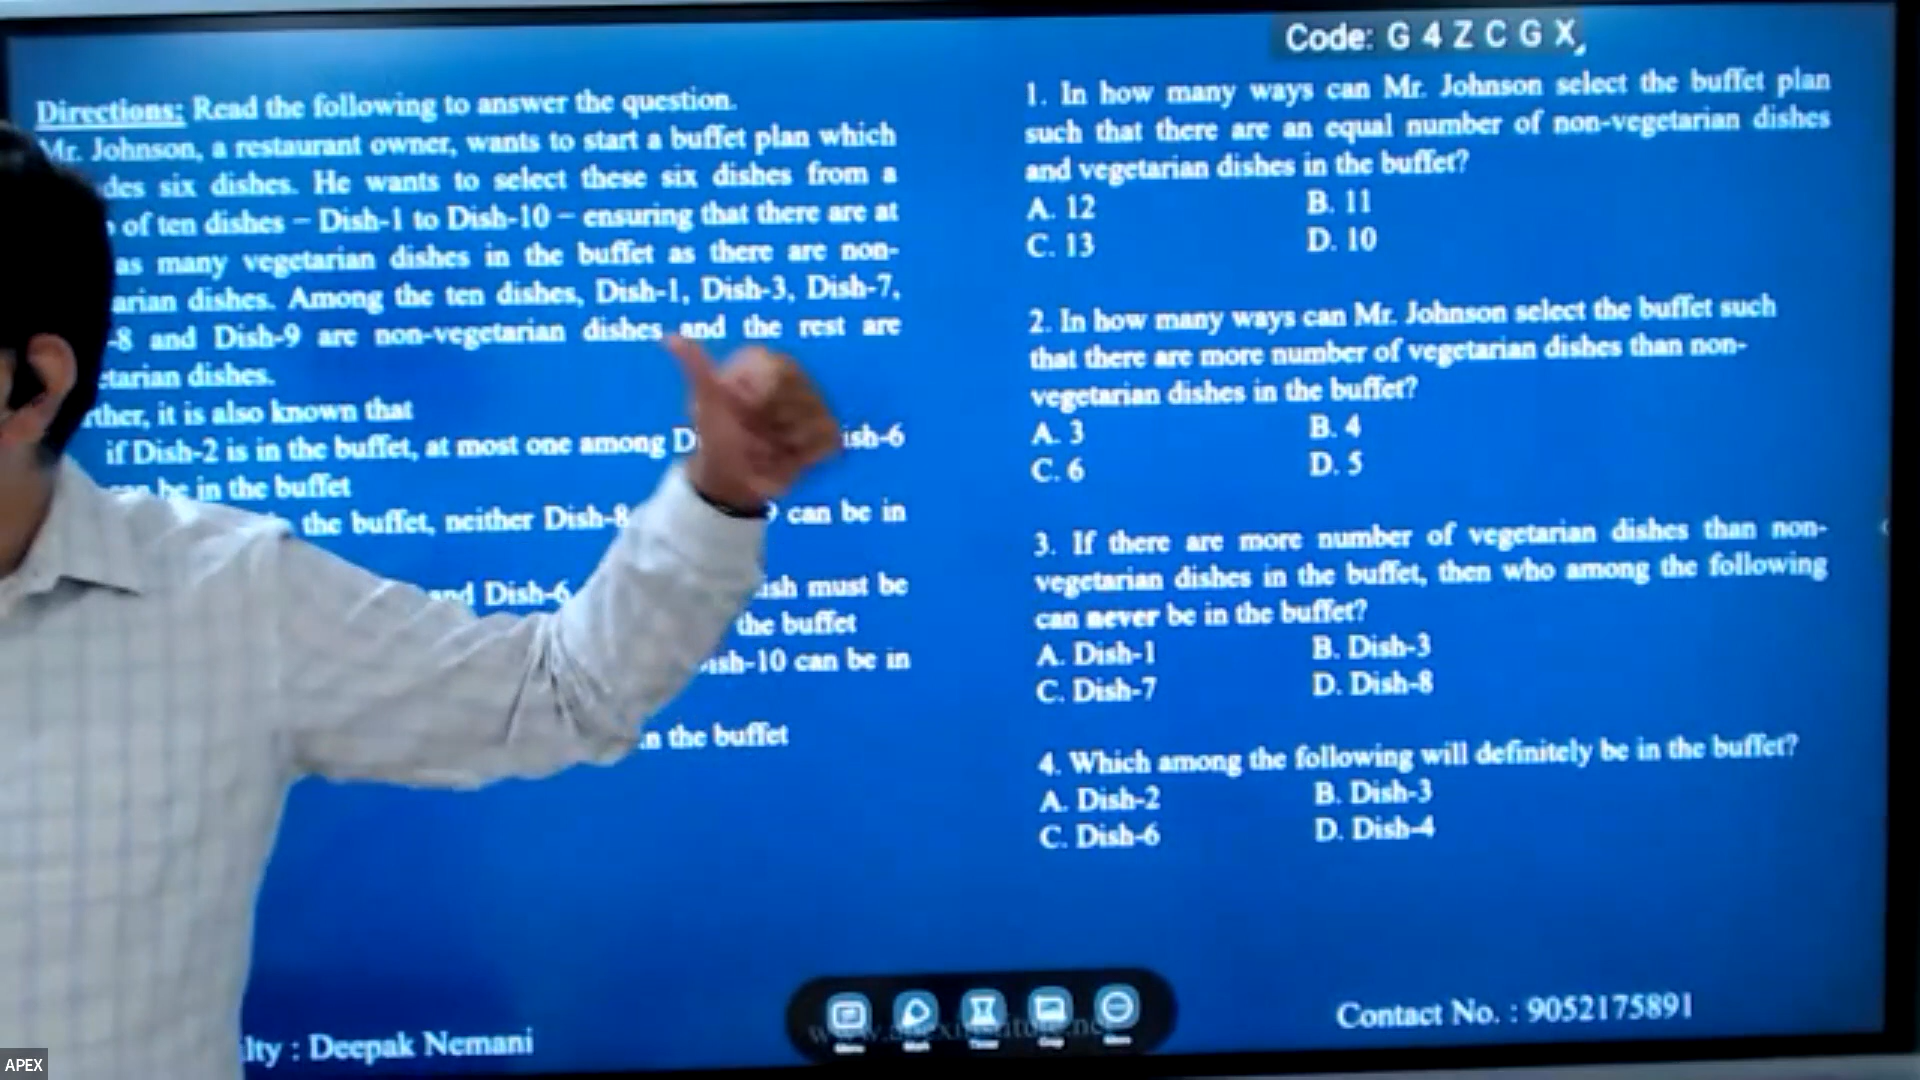 Code: G 4 Z C G X
Directions: Read the following to answer the question.
Mr. Johnson, a restaurant owner, wants to start a buffet plan which
des six dishes. He wants to select these six dishes from a
of ten dishes – Dish-1 to Dish-10 – ensuring that there are at
as many vegetarian dishes in the buffet as there are non-
arian dishes. Among the ten dishes, Dish-1, Dish-3, Dish-7,
-8 and Dish-9 are non-vegetarian dishes and the rest are
etarian dishes.
rther, it is also known that
if Dish-2 is in the buffet, at most one among D ish-6
can be in the buffet
the buffet, neither Dish-8 9 can be in
and Dish-6 ish must be
the buffet
ish-10 can be in
in the buffet
1. In how many ways can Mr. Johnson select the buffet plan
such that there are an equal number of non-vegetarian dishes
and vegetarian dishes in the buffet?
A. 12 B. 11
C. 13 D. 10
2. In how many ways can Mr. Johnson select the buffet such
that there are more number of vegetarian dishes than non-
vegetarian dishes in the buffet?
A. 3 B. 4
C. 6 D. 5
3. If there are more number of vegetarian dishes than non-
vegetarian dishes in the buffet, then who among the following
can never be in the buffet?
A. Dish-1 B. Dish-3
C. Dish-7 D. Dish-8
4. Which among the following will definitely be in the buffet?
A. Dish-2 B. Dish-3
C. Dish-6 D. Dish-4
lty : Deepak Nemani
Contact No. : 9052175891
APEX